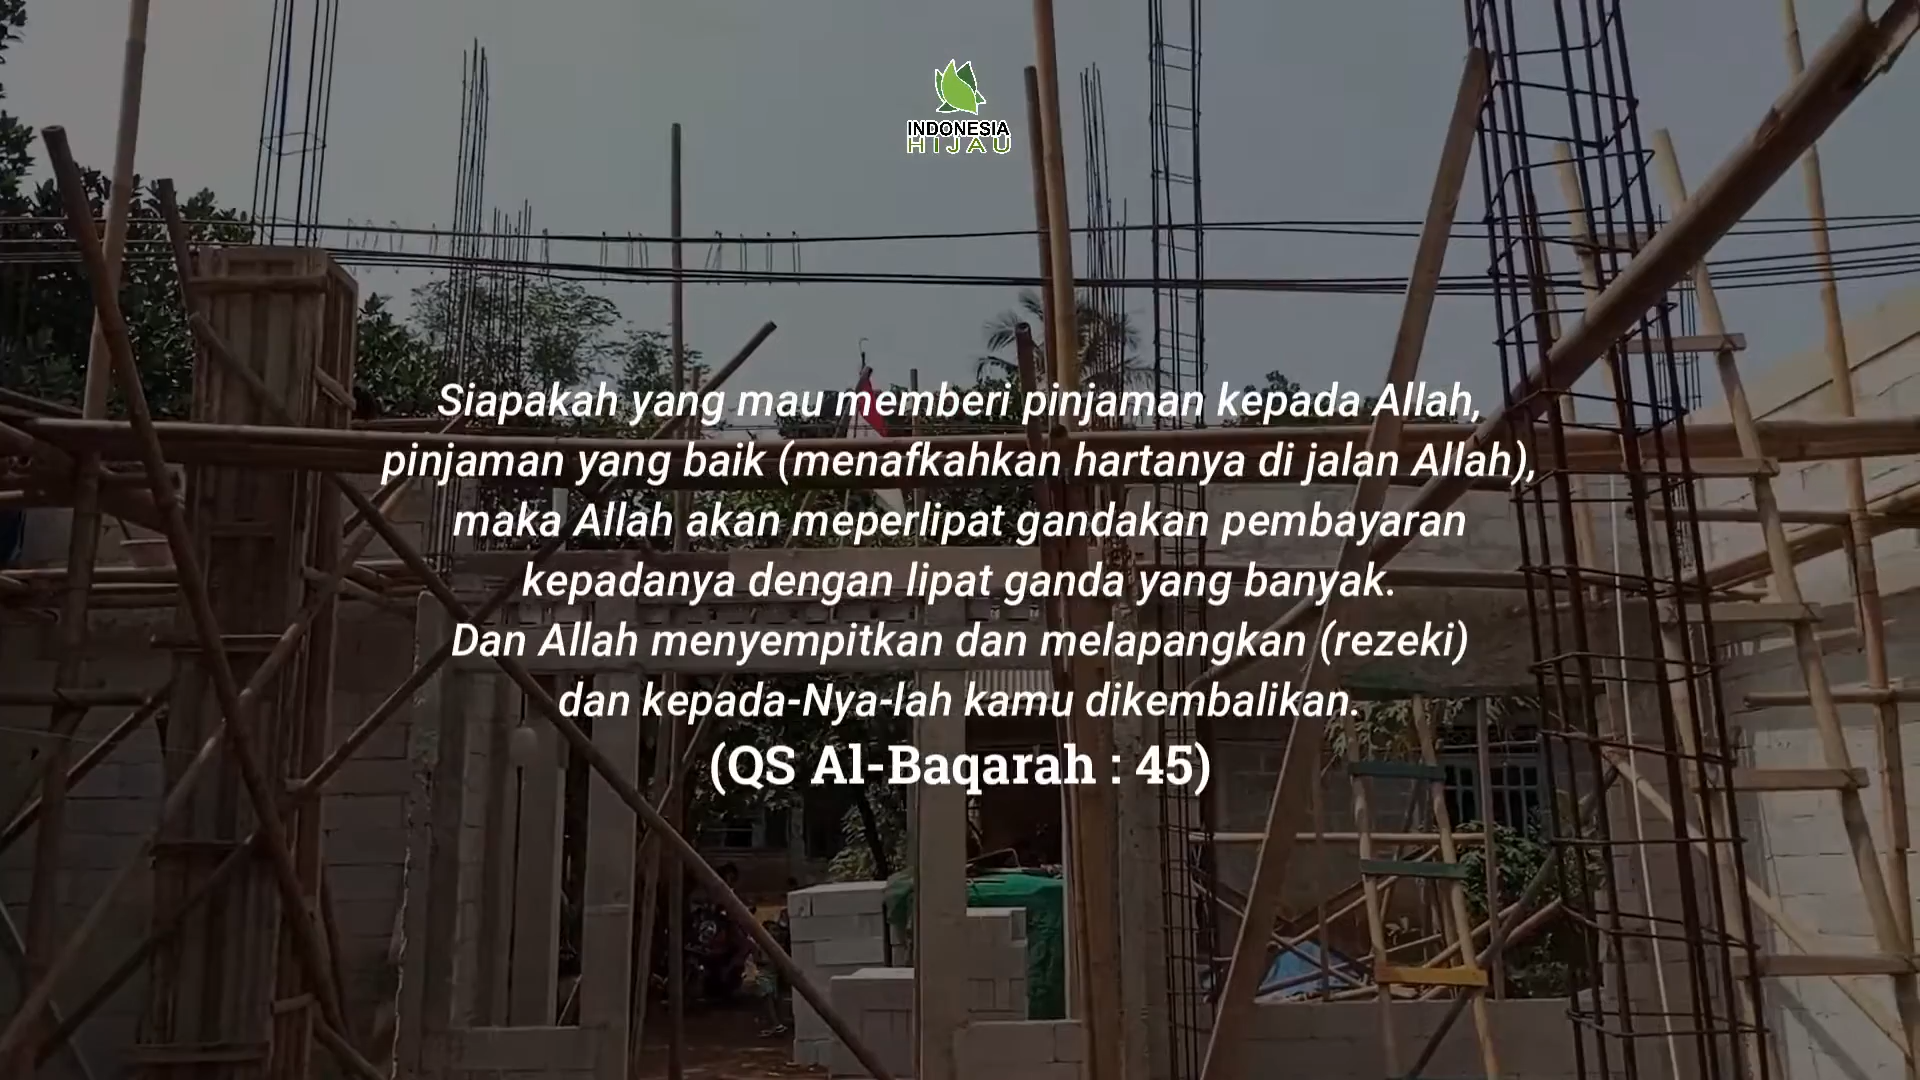 INDONESIA
HIJAU
Siapakah yang mau memberi pinjaman kepada Allah,
pinjaman yang baik (menafkahkan hartanya di jalan Allah),
maka Allah akan meperlipat gandakan pembayaran
kepadanya dengan lipat ganda yang banyak.
Dan Allah menyempitkan dan melapangkan (rezeki)
dan kepada-Nya-lah kamu dikembalikan.
(QS Al-Baqarah : 45)